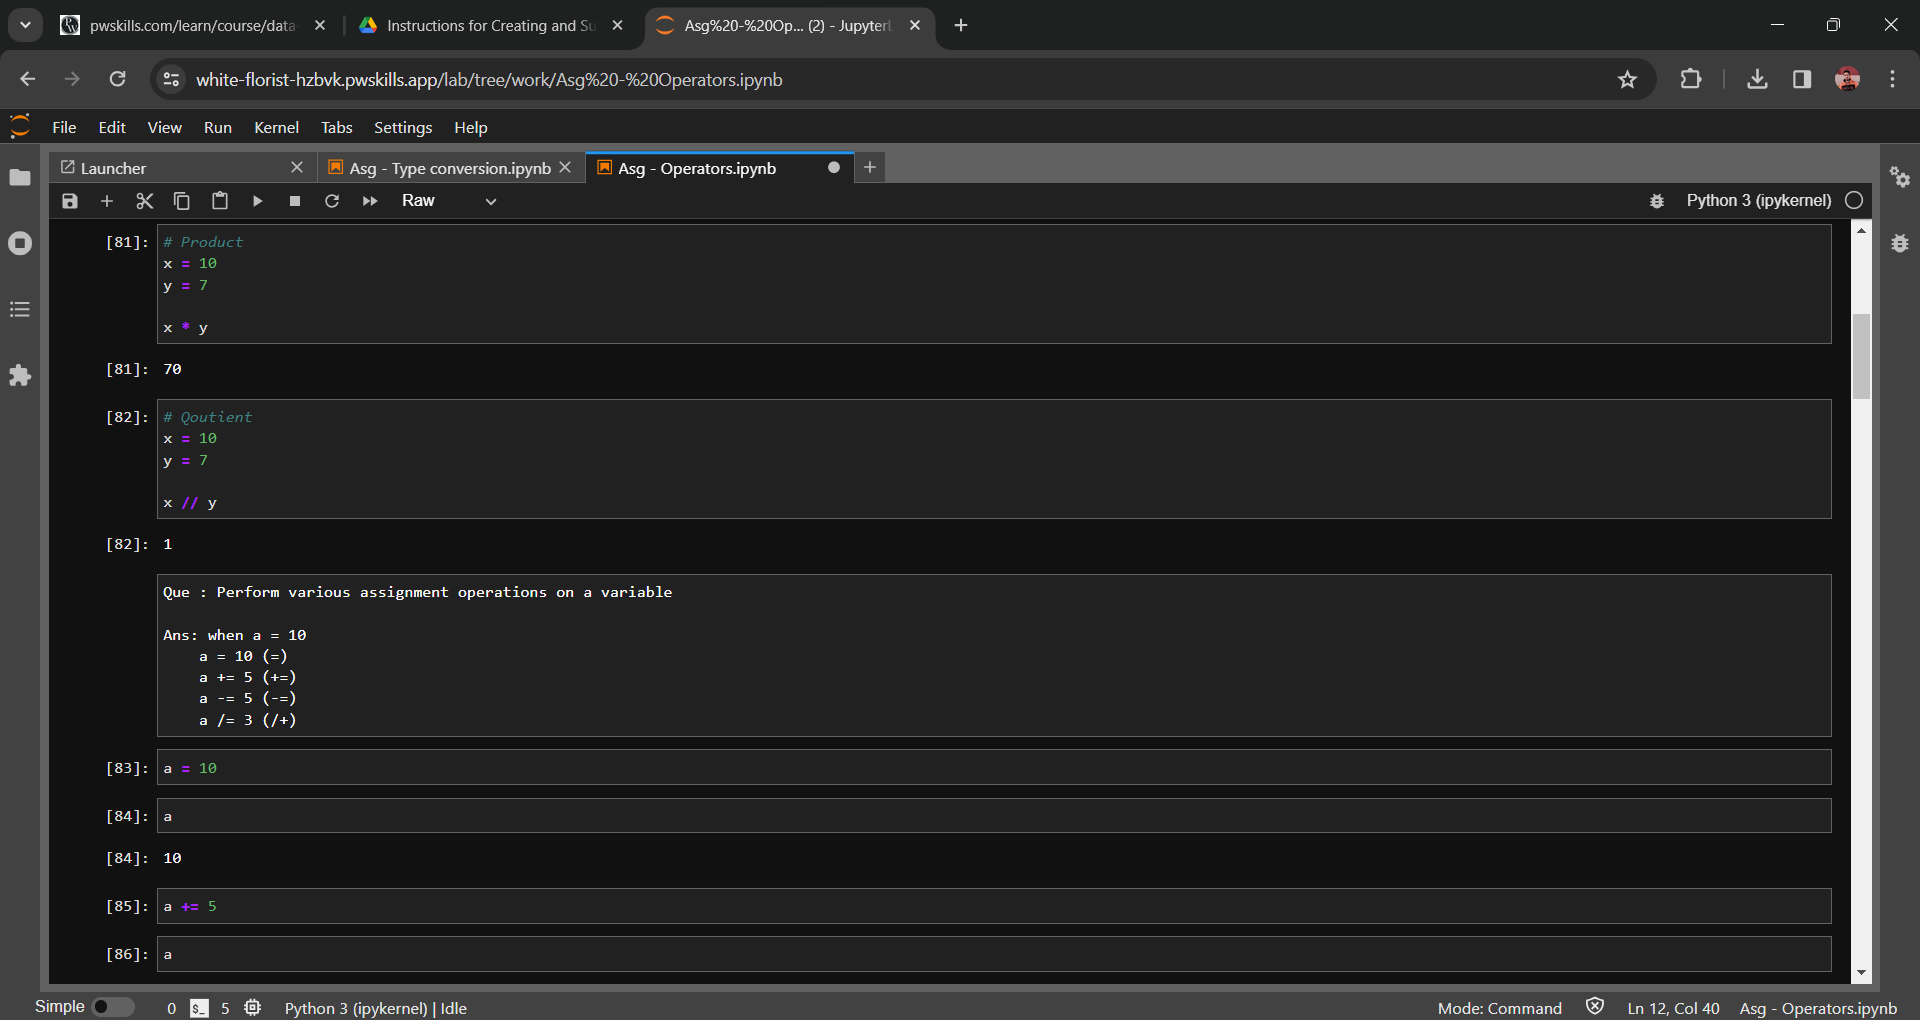 pwskills.com/learn/course/data-
Instructions for Creating and Su
Asg%20-%20Op... (2) - JupyterL
white-florist-hzbvk.pwskills.app/lab/tree/work/Asg%20-%20Operators.ipynb
File Edit View Run Kernel Tabs Settings Help
Launcher
Asg - Type conversion.ipynb
Asg - Operators.ipynb
Raw
Python 3 (ipykernel)
[81]: # Product
x = 10
y = 7
x * y
[81]: 70
[82]: # Qoutient
x = 10
y = 7
x // y
[82]: 1
Que : Perform various assignment operations on a variable
Ans: when a = 10
a = 10 (=)
a += 5 (+=)
a -= 5 (-=)
a /= 3 (/+)
[83]: a = 10
[84]: a
[84]: 10
[85]: a += 5
[86]: a
Simple 0 $_ 5 Python 3 (ipykernel) | Idle
Mode: Command Ln 12, Col 40 Asg - Operators.ipynb